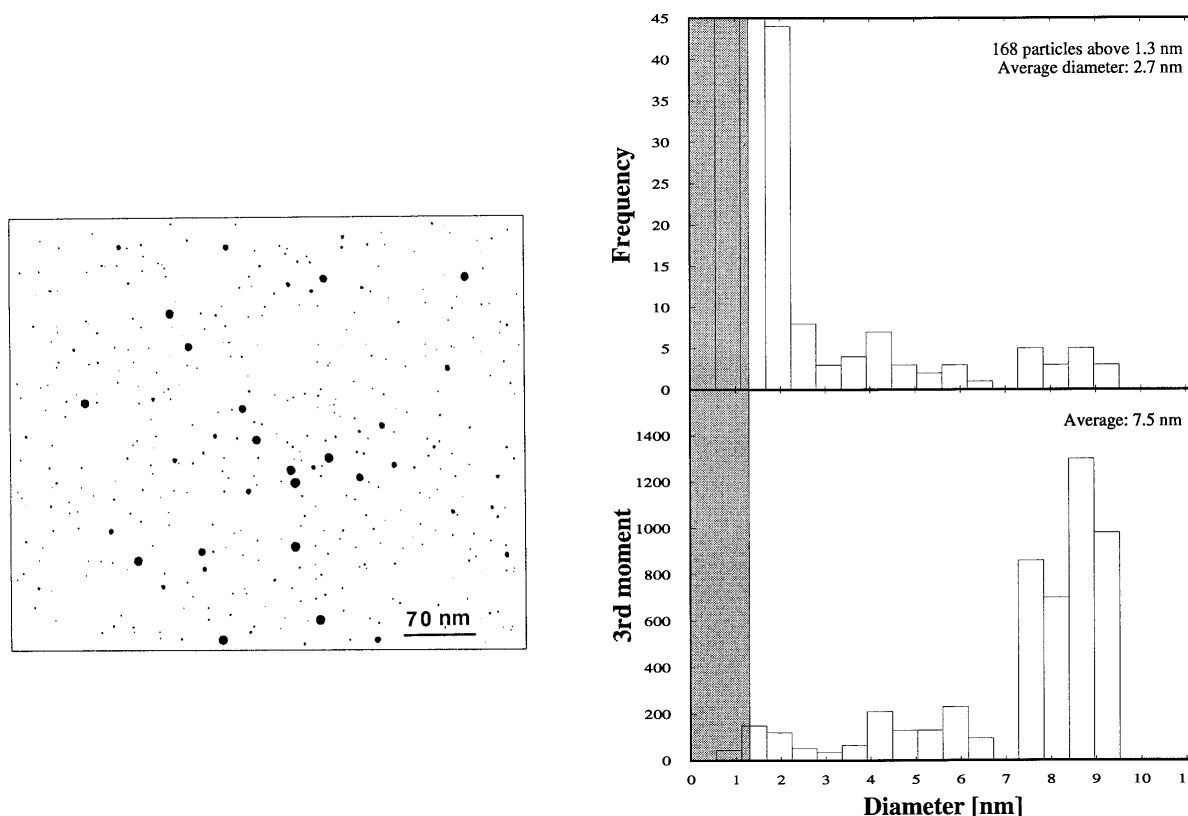 70 nm
Frequency
45
40
35
30
25
20
15
10
5
0
168 particles above 1.3 nm
Average diameter: 2.7 nm
3rd moment
1400
1200
1000
800
600
400
200
0
Average: 7.5 nm
0 1 2 3 4 5 6 7 8 9 10
Diameter [nm]